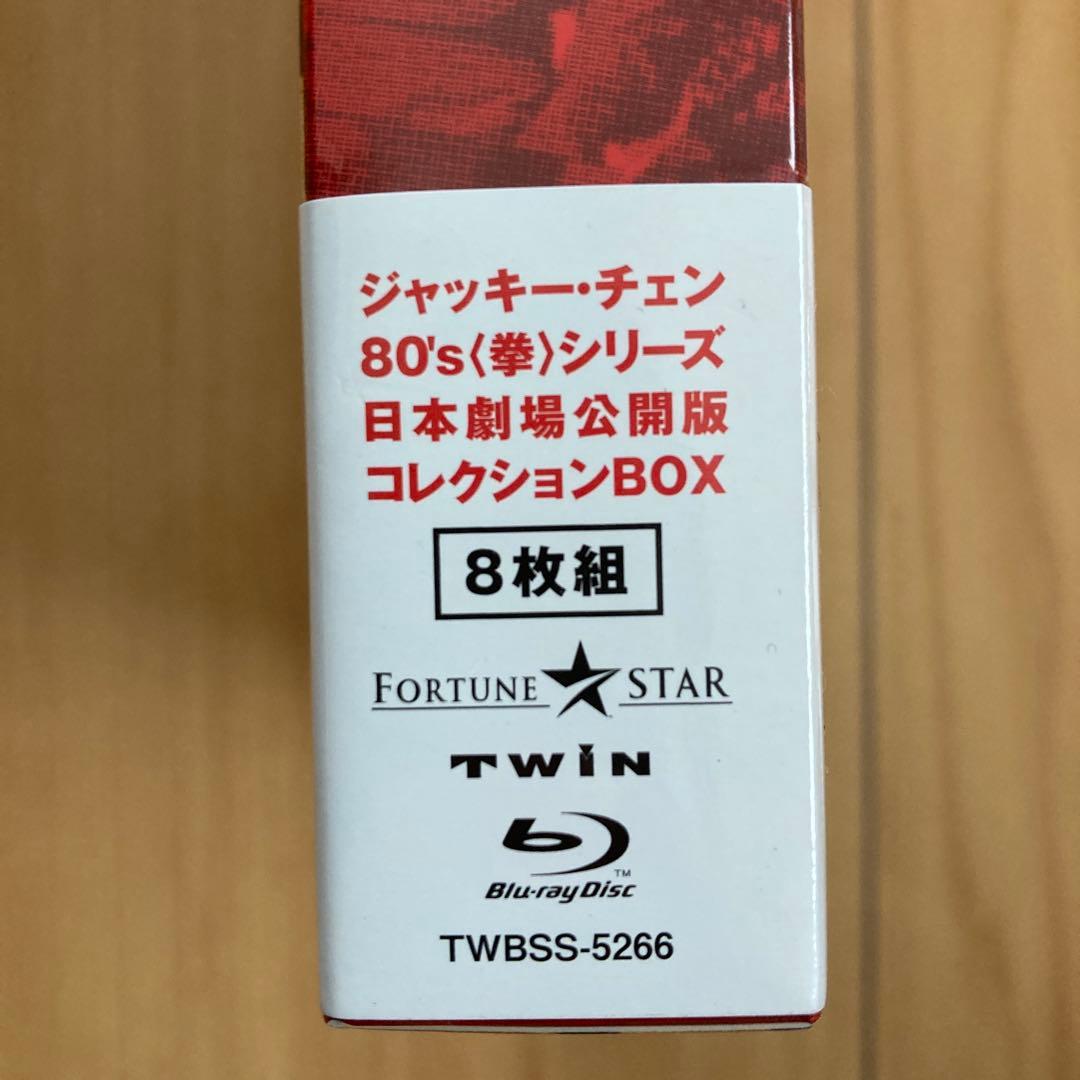 ジャッキー・チェン
80's〈拳〉シリーズ
日本劇場公開版
コレクションBOX
8枚組
FORTUNE STAR
TWIN
Blu-ray Disc TM
TWBSS-5266